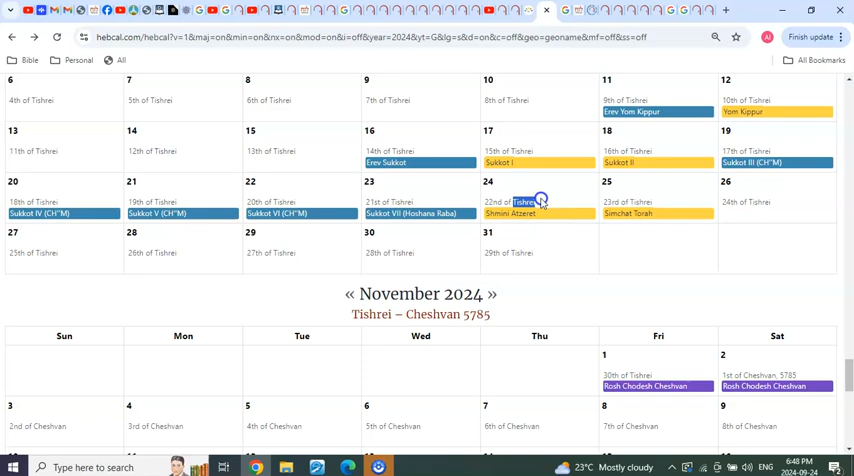 hebcal.com/hebcal?v=1&maj=on&min=on&nx=on&mod=on&i=off&year=2024&yt=G&lg=s&d=on&c=off&geo=geoname&mf=off&ss=off
AI
Finish update
Bible
Personal
All
All Bookmarks
6 7 8 9 10 11 12
4th of Tishrei 5th of Tishrei 6th of Tishrei 7th of Tishrei 8th of Tishrei 9th of Tishrei 10th of Tishrei
Erev Yom Kippur Yom Kippur
13 14 15 16 17 18 19
11th of Tishrei 12th of Tishrei 13th of Tishrei 14th of Tishrei 15th of Tishrei 16th of Tishrei 17th of Tishrei
Erev Sukkot Sukkot I Sukkot II Sukkot III (CH''M)
20 21 22 23 24 25 26
18th of Tishrei 19th of Tishrei 20th of Tishrei 21st of Tishrei 22nd of Tishrei 23rd of Tishrei 24th of Tishrei
Sukkot IV (CH''M) Sukkot V (CH''M) Sukkot VI (CH''M) Sukkot VII (Hoshana Raba) Shmini Atzeret Simchat Torah
27 28 29 30 31
25th of Tishrei 26th of Tishrei 27th of Tishrei 28th of Tishrei 29th of Tishrei
« November 2024 »
Tishrei – Cheshvan 5785
Sun Mon Tue Wed Thu Fri Sat
1 2
30th of Tishrei 1st of Cheshvan, 5785
Rosh Chodesh Cheshvan Rosh Chodesh Cheshvan
3 4 5 6 7 8 9
2nd of Cheshvan 3rd of Cheshvan 4th of Cheshvan 5th of Cheshvan 6th of Cheshvan 7th of Cheshvan 8th of Cheshvan
Type here to search
23°C Mostly cloudy
ENG
6:48 PM
2024-09-24